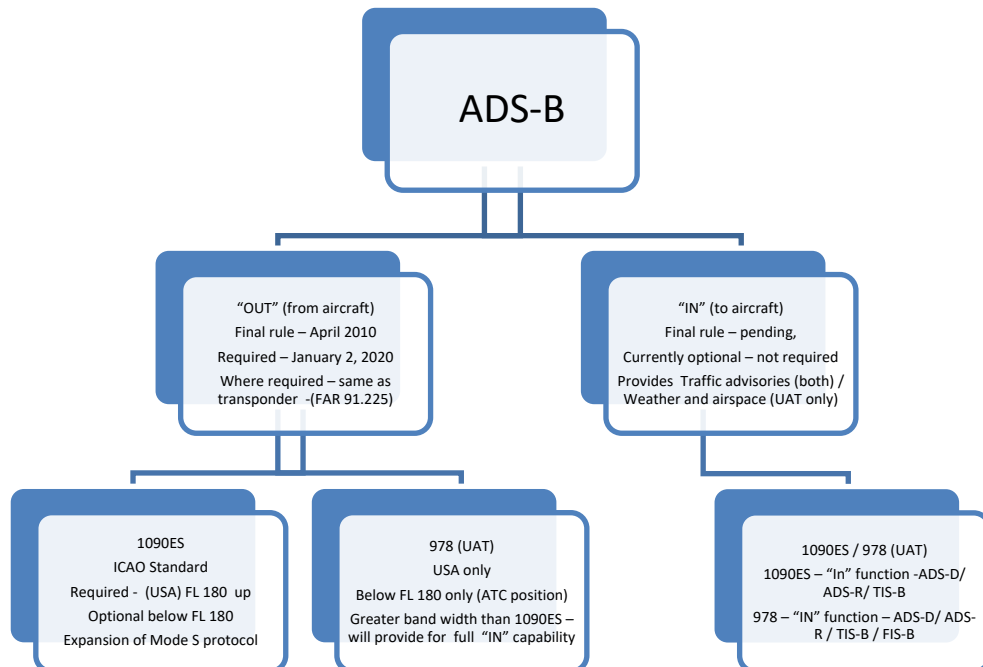 ADS-B
“OUT” (from aircraft)
Final rule – April 2010
Required – January 2, 2020
Where required – same as
transponder -(FAR 91.225)
“IN” (to aircraft)
Final rule – pending,
Currently optional – not required
Provides Traffic advisories (both) /
Weather and airspace (UAT only)
1090ES
ICAO Standard
Required - (USA) FL 180 up
Optional below FL 180
Expansion of Mode S protocol
978 (UAT)
USA only
Below FL 180 only (ATC position)
Greater band width than 1090ES –
will provide for full “IN” capability
1090ES / 978 (UAT)
1090ES – “In” function -ADS-D/
ADS-R/ TIS-B
978 – “IN” function – ADS-D/ ADS-
R / TIS-B / FIS-B